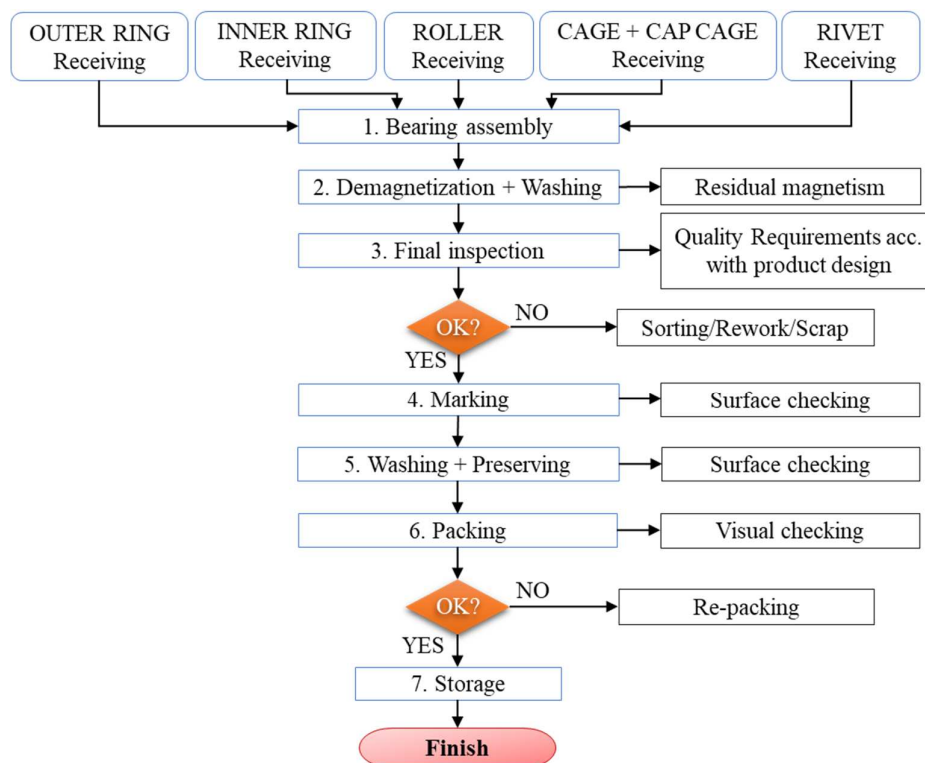 OUTER RING
Receiving
INNER RING
Receiving
ROLLER
Receiving
CAGE + CAP CAGE
Receiving
RIVET
Receiving
1. Bearing assembly
2. Demagnetization + Washing
Residual magnetism
3. Final inspection
Quality Requirements acc.
with product design
OK?
NO
Sorting/Rework/Scrap
YES
4. Marking
Surface checking
5. Washing + Preserving
Surface checking
6. Packing
Visual checking
OK?
NO
Re-packing
YES
7. Storage
Finish